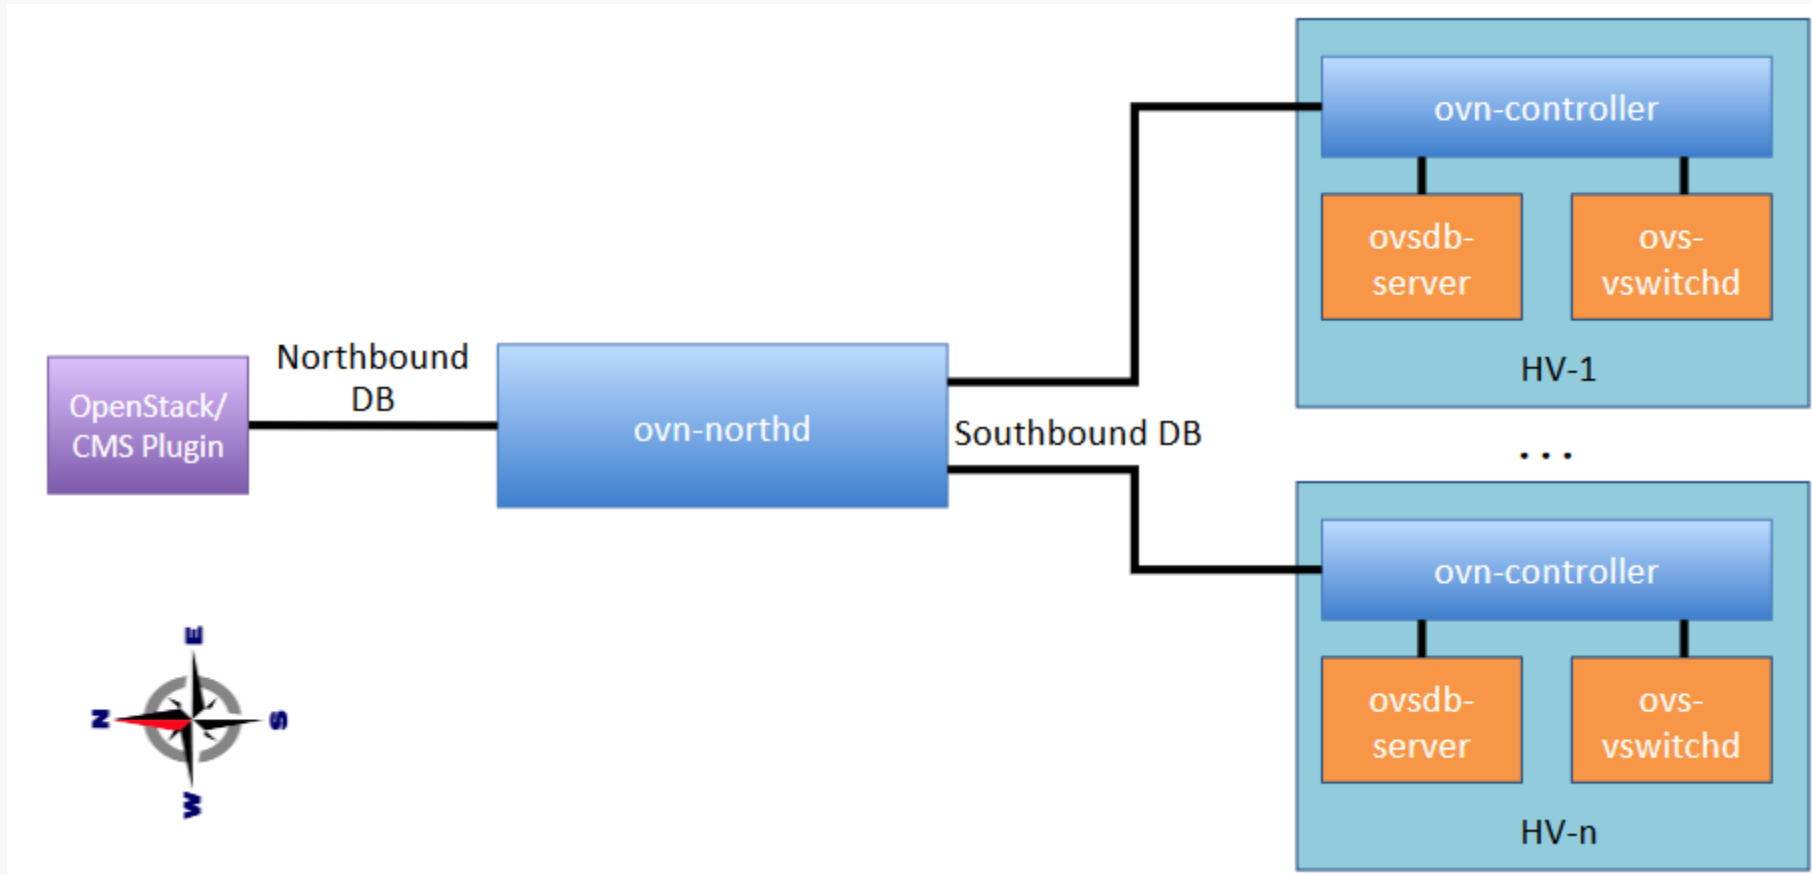 ovn-controller
ovsdb-
server
ovs-
vswitchd
HV-1
OpenStack/
CMS Plugin
Northbound
DB
ovn-northd
Southbound DB
...
ovn-controller
ovsdb-
server
ovs-
vswitchd
HV-n
E
N
S
W